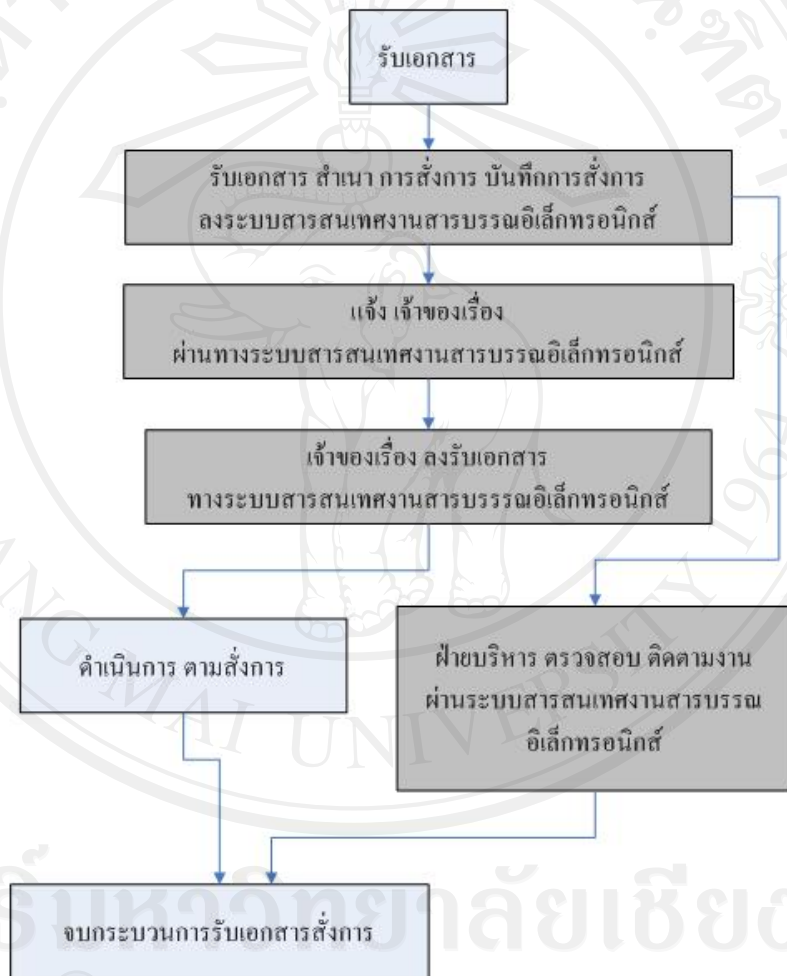 รับเอกสาร
รับเอกสาร สำเนา การสั่งการ บันทึกการสั่งการ
ลงระบบสารสนเทศงานสารบรรณอิเล็กทรอนิกส์
แจ้ง เจ้าของเรื่อง
ผ่านทางระบบสารสนเทศงานสารบรรณอิเล็กทรอนิกส์
เจ้าของเรื่อง ลงรับเอกสาร
ทางระบบสารสนเทศงานสารบรรรณอิเล็กทรอนิกส์
ดำเนินการ ตามสั่งการ
ฝ่ายบริหาร ตรวจสอบ ติดตามงาน
ผ่านระบบสารสนเทศงานสารบรรณ
อิเล็กทรอนิกส์
จบกระบวนการรับเอกสารสั่งการ
ANG MAI UNIVERSITY 1964